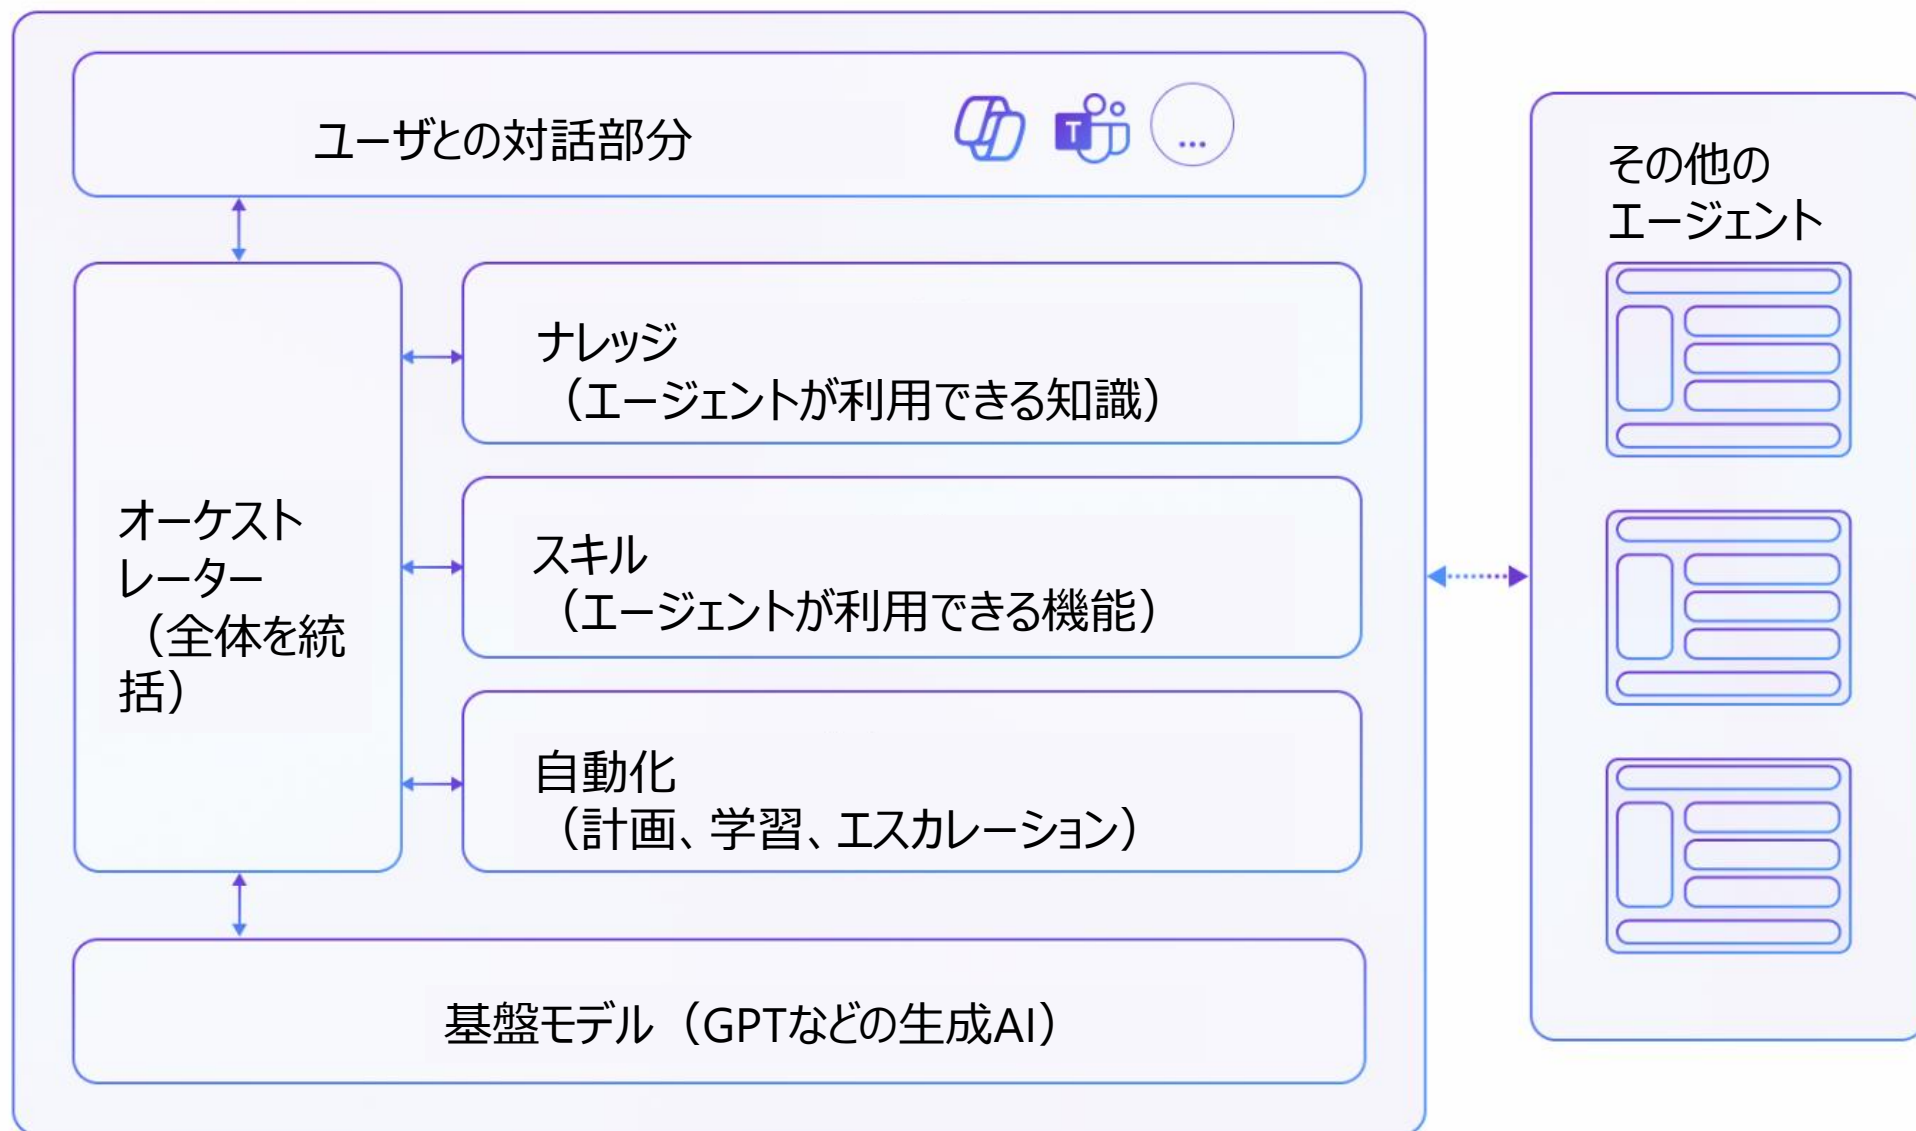 ユーザとの対話部分
T
...
その他の
エージェント
ナレッジ
（エージェントが利用できる知識）
オーケスト
レーター
（全体を統
括）
スキル
（エージェントが利用できる機能）
自動化
（計画、学習、エスカレーション）
基盤モデル（GPTなどの生成AI）